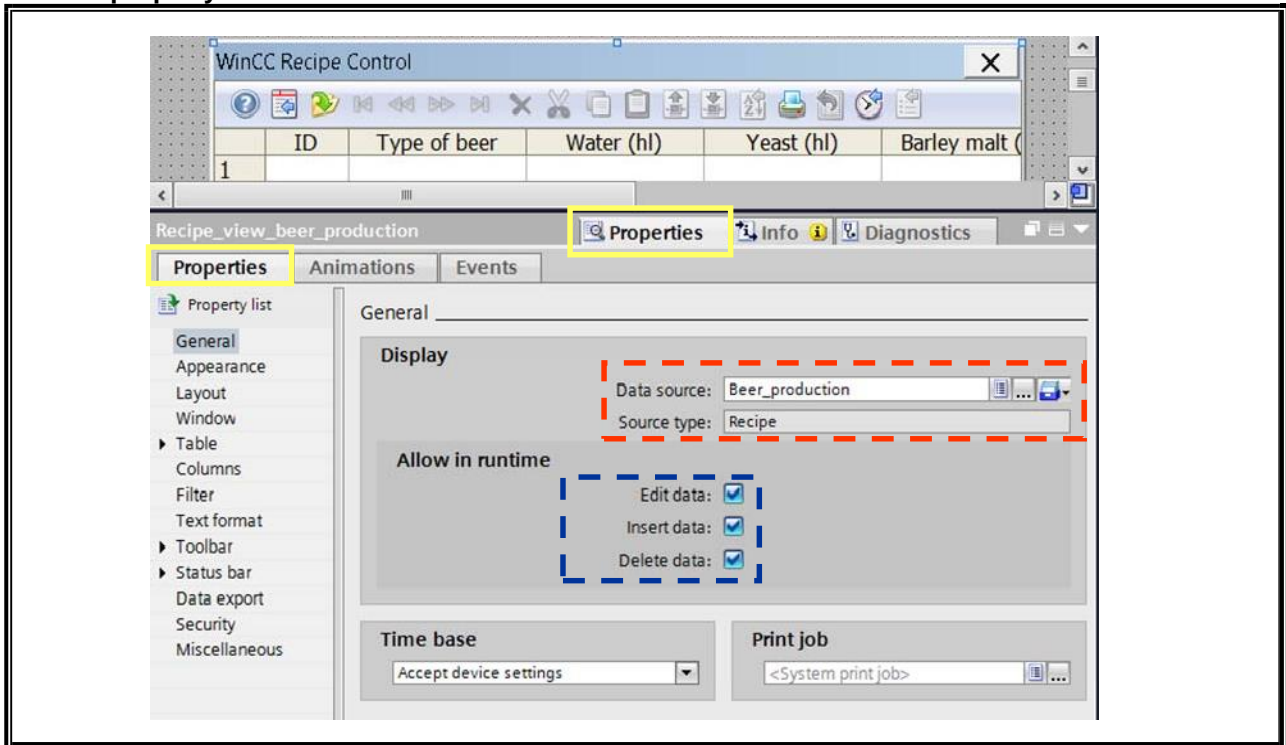 WinCC Recipe Control
ID Type of beer Water (hl) Yeast (hl) Barley malt (
1
Recipe_view_beer_production Properties Info Diagnostics
Properties Animations Events
Property list
General
Appearance
Layout
Window
Table
Columns
Filter
Text format
Toolbar
Status bar
Data export
Security
Miscellaneous
General
Display
Data source: Beer_production
Source type: Recipe
Allow in runtime
Edit data:
Insert data:
Delete data:
Time base
Accept device settings
Print job
<System print job>